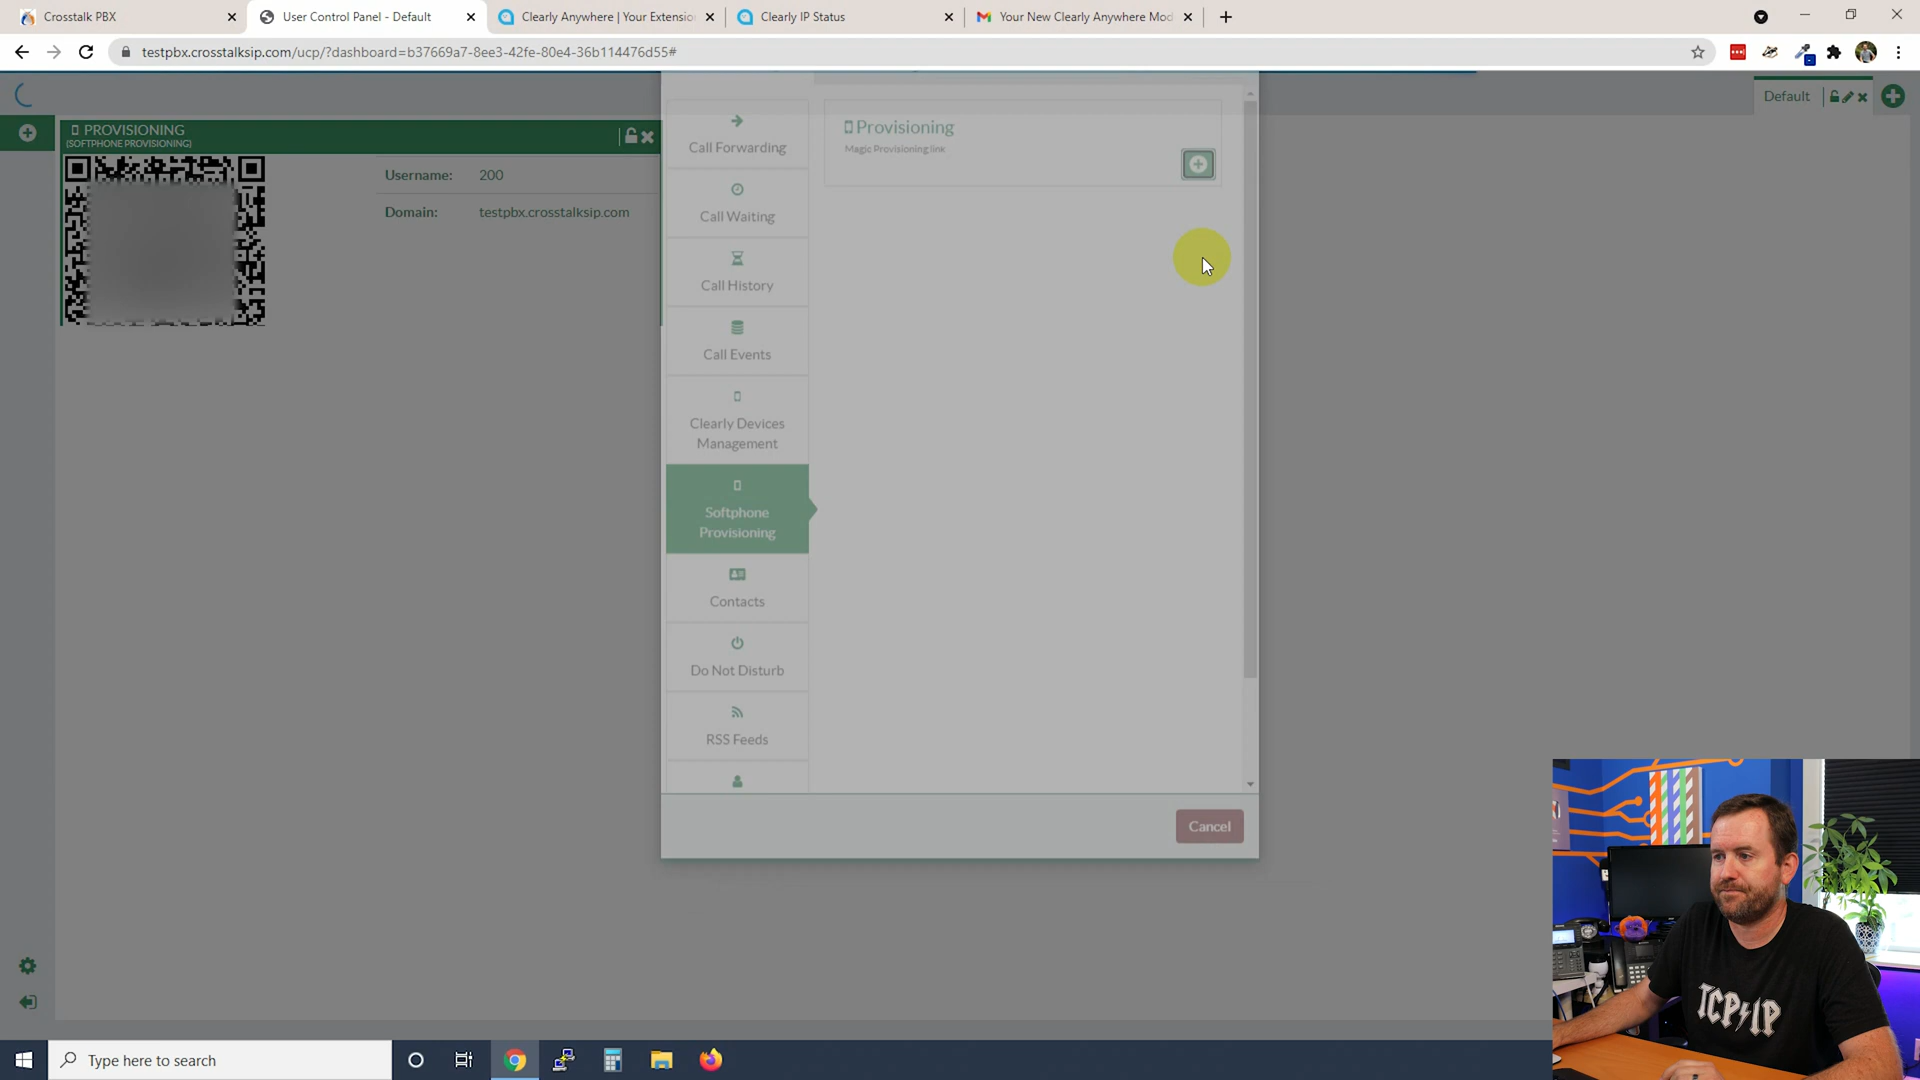 Crosstalk PBX
User Control Panel - Default
Clearly Anywhere | Your Extensio
Clearly IP Status
Your New Clearly Anywhere Mod
testpbx.crosstalksip.com/ucp/?dashboard=b37669a7-8ee3-42fe-80e4-36b114476d55#
Default
PROVISIONING
(SOFTPHONE PROVISIONING)
Username: 200
Domain: testpbx.crosstalksip.com
Call Forwarding
Call Waiting
Call History
Call Events
Clearly Devices
Management
Softphone
Provisioning
Contacts
Do Not Disturb
RSS Feeds
Provisioning
Magic Provisioning link
Cancel
TCP IP
Type here to search